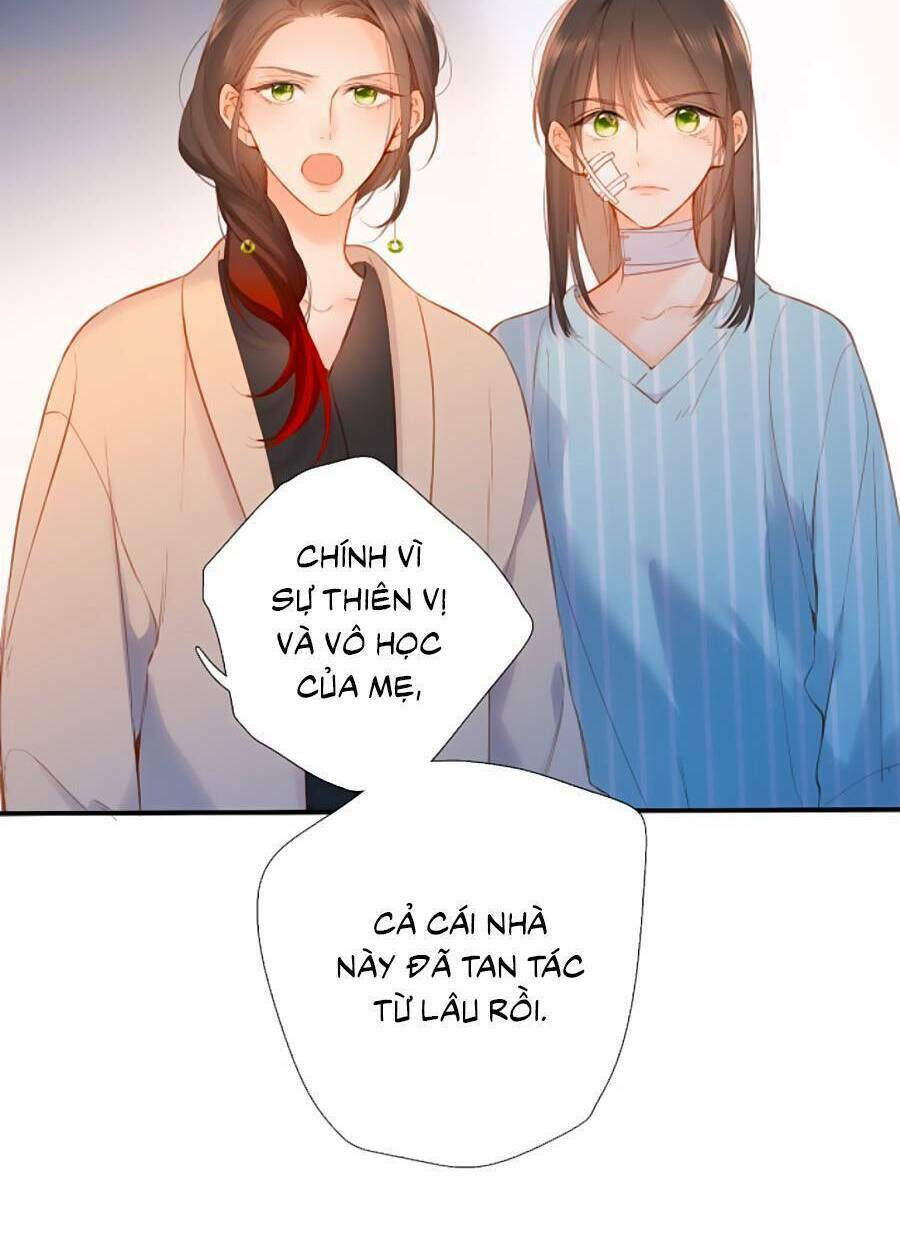 CHÍNH VÌ
SỰ THIÊN VỊ
VÀ VÔ HỌC
CỦA MẸ,
CẢ CÁI NHÀ
NÀY ĐÃ TAN TÁC
TỪ LÂU RỒI.